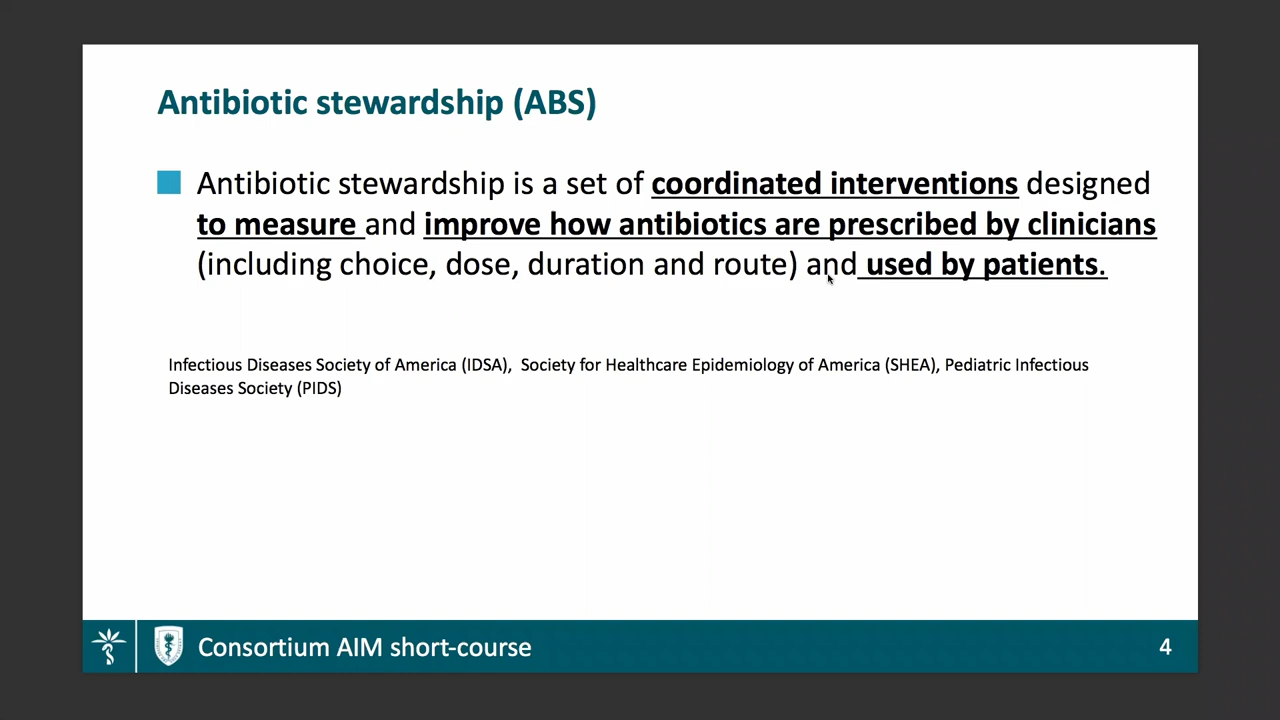 Antibiotic stewardship (ABS)
Antibiotic stewardship is a set of coordinated interventions designed
to measure and improve how antibiotics are prescribed by clinicians
(including choice, dose, duration and route) and used by patients.
Infectious Diseases Society of America (IDSA),  Society for Healthcare Epidemiology of America (SHEA), Pediatric Infectious
Diseases Society (PIDS)
Consortium AIM short-course
4